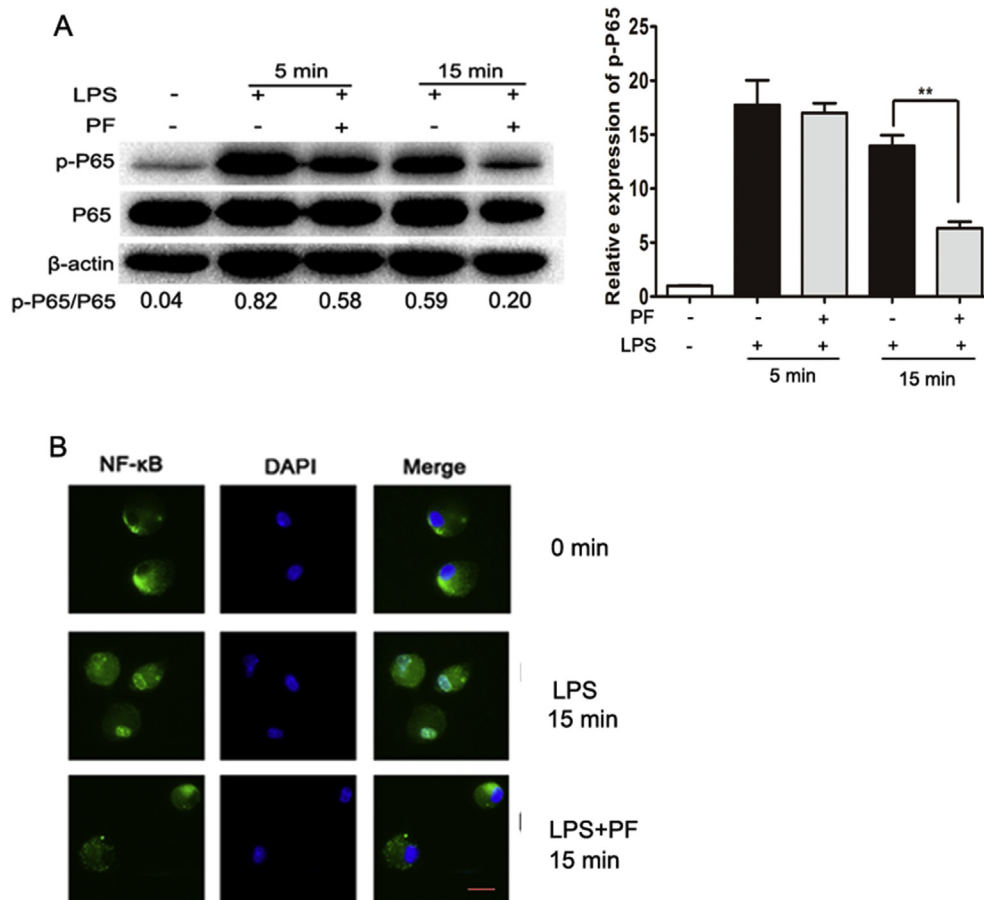 A
5 min 15 min
LPS - + + + +
PF - - + - +
p-P65
P65
β-actin
p-P65/P65 0.04 0.82 0.58 0.59 0.20
Relative expression of p-P65
25
20
15
10
5
0
**
PF - - + - +
LPS - + + + +
5 min 15 min
B
NF-κB DAPI Merge
0 min
LPS
15 min
LPS+PF
15 min